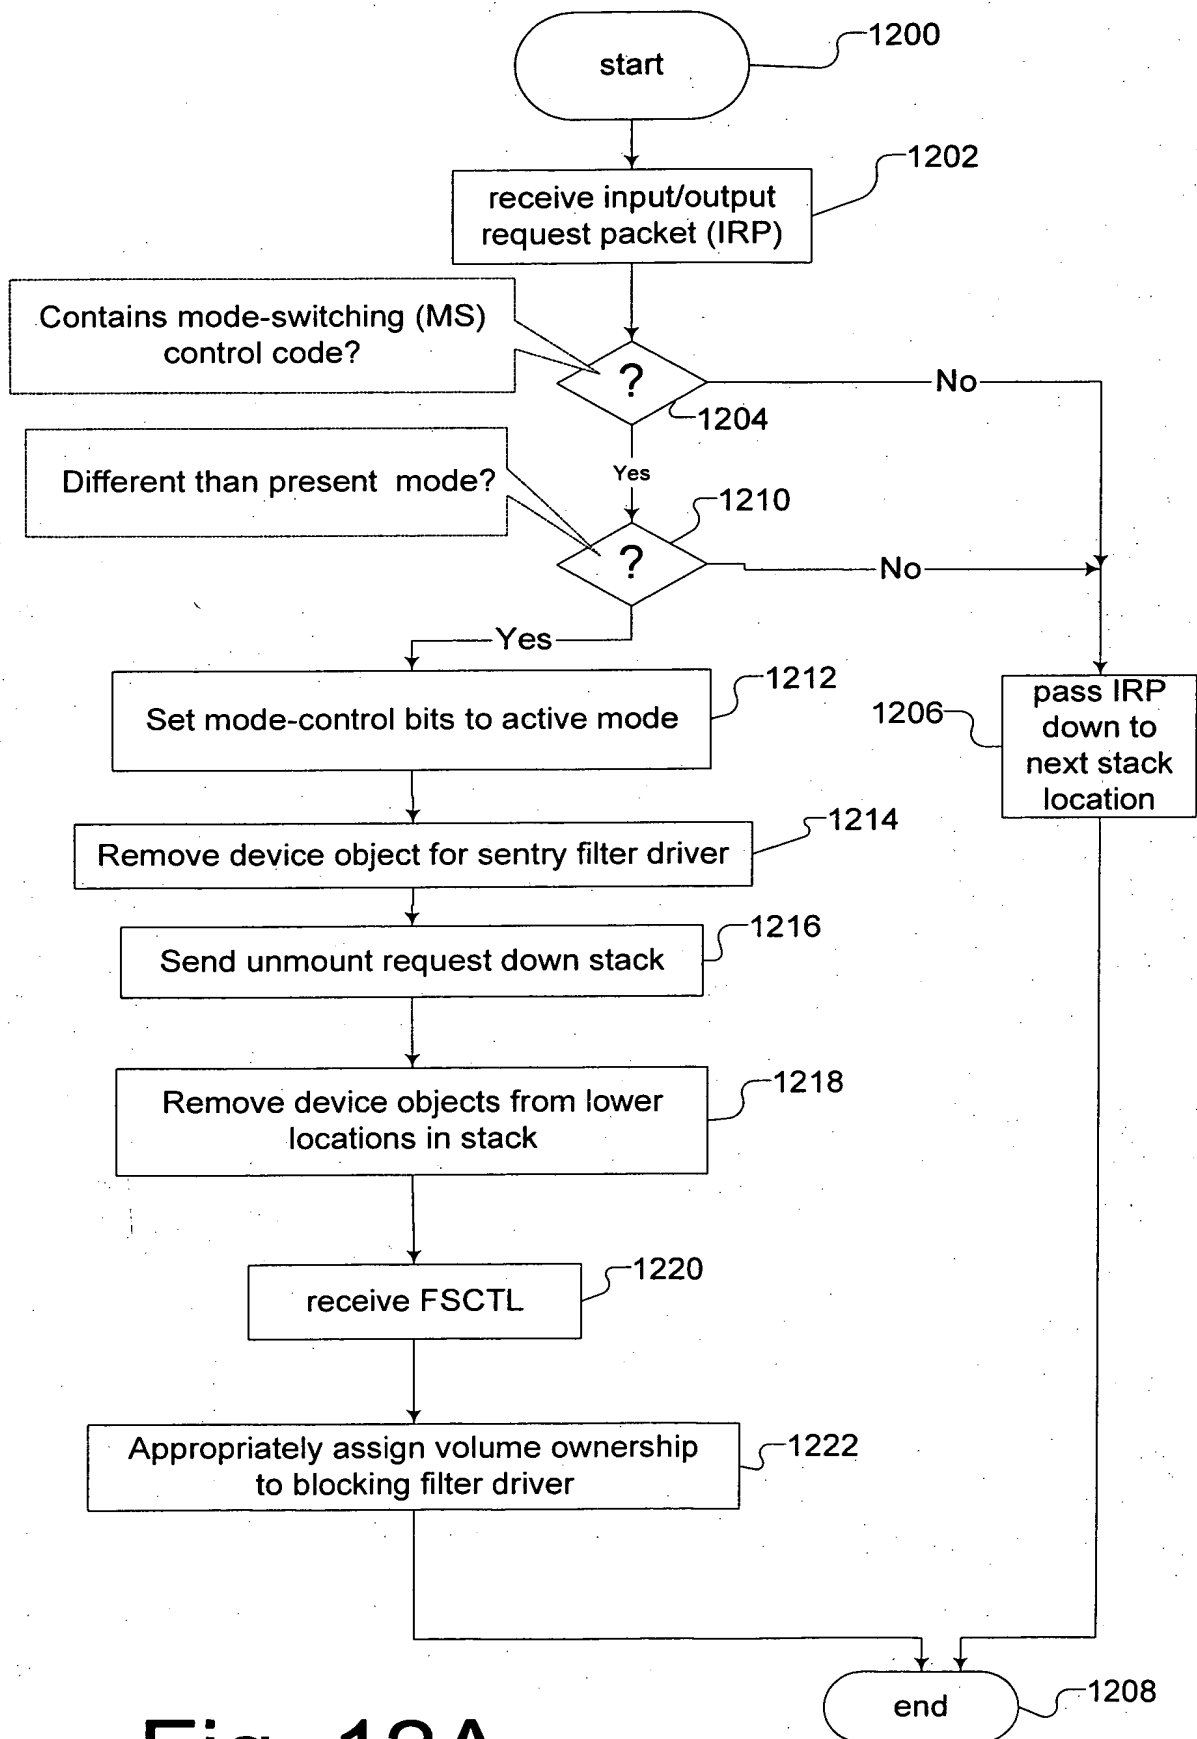 start
1200
receive input/output
request packet (IRP)
1202
Contains mode-switching (MS)
control code?
?
1204
No
Yes
Different than present mode?
?
1210
No
Yes
Set mode-control bits to active mode
1212
pass IRP
down to
next stack
location
1206
Remove device object for sentry filter driver
1214
Send unmount request down stack
1216
Remove device objects from lower
locations in stack
1218
receive FSCTL
1220
Appropriately assign volume ownership
to blocking filter driver
1222
end
1208
Fig. 12A